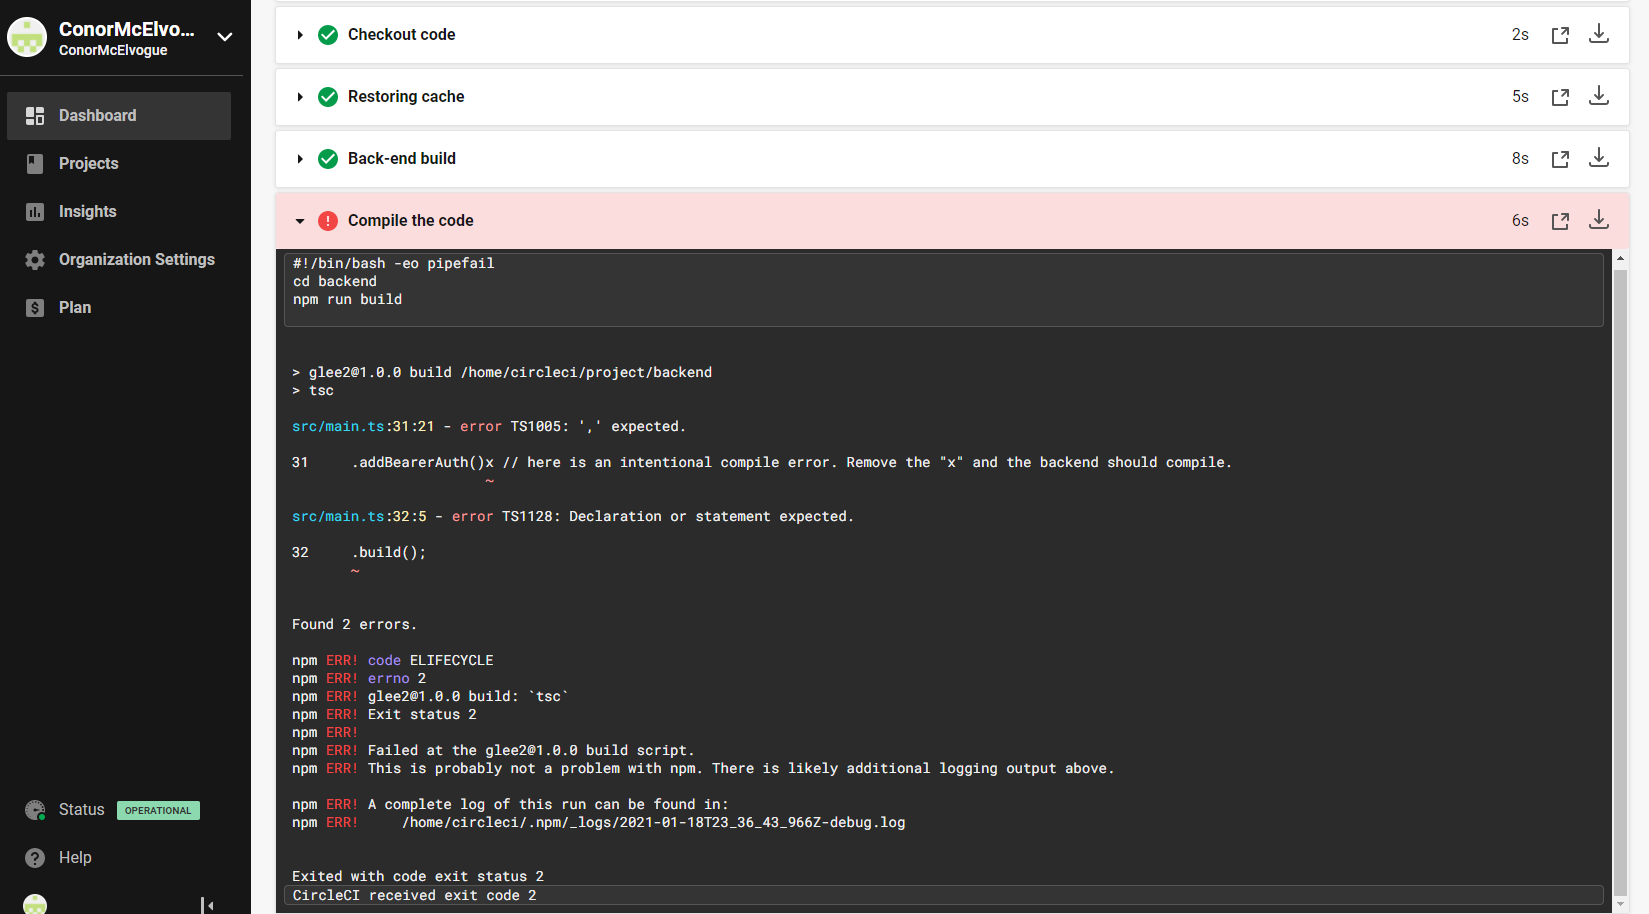 ConorMcElvo...
ConorMcElvogue
Dashboard
Projects
Insights
Organization Settings
Plan
Status OPERATIONAL
Help
Checkout code 2s
Restoring cache 5s
Back-end build 8s
Compile the code 6s
#!/bin/bash -eo pipefail
cd backend
npm run build
> glee2@1.0.0 build /home/circleci/project/backend
> tsc
src/main.ts:31:21 - error TS1005: ',' expected.
31     .addBearerAuth()x // here is an intentional compile error. Remove the "x" and the backend should compile.
~
src/main.ts:32:5 - error TS1128: Declaration or statement expected.
32     .build();
~
Found 2 errors.
npm ERR! code ELIFECYCLE
npm ERR! errno 2
npm ERR! glee2@1.0.0 build: `tsc`
npm ERR! Exit status 2
npm ERR!
npm ERR! Failed at the glee2@1.0.0 build script.
npm ERR! This is probably not a problem with npm. There is likely additional logging output above.
npm ERR! A complete log of this run can be found in:
npm ERR!     /home/circleci/.npm/_logs/2021-01-18T23_36_43_966Z-debug.log
Exited with code exit status 2
CircleCI received exit code 2